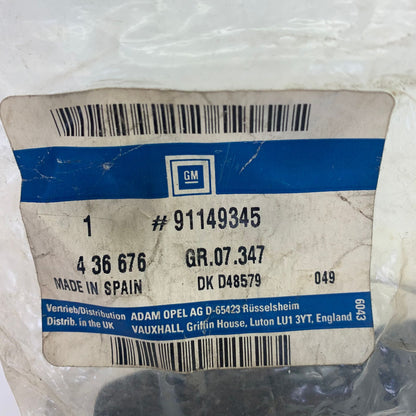 GM
1 # 91149345
4 36 676 GR.07.347
MADE IN SPAIN DK D48579 049
Vertrieb/Distribution ADAM OPEL AG D-65423 Rüsselsheim
Distrib. in the UK VAUXHALL, Griffin House, Luton LU1 3YT, England
6043